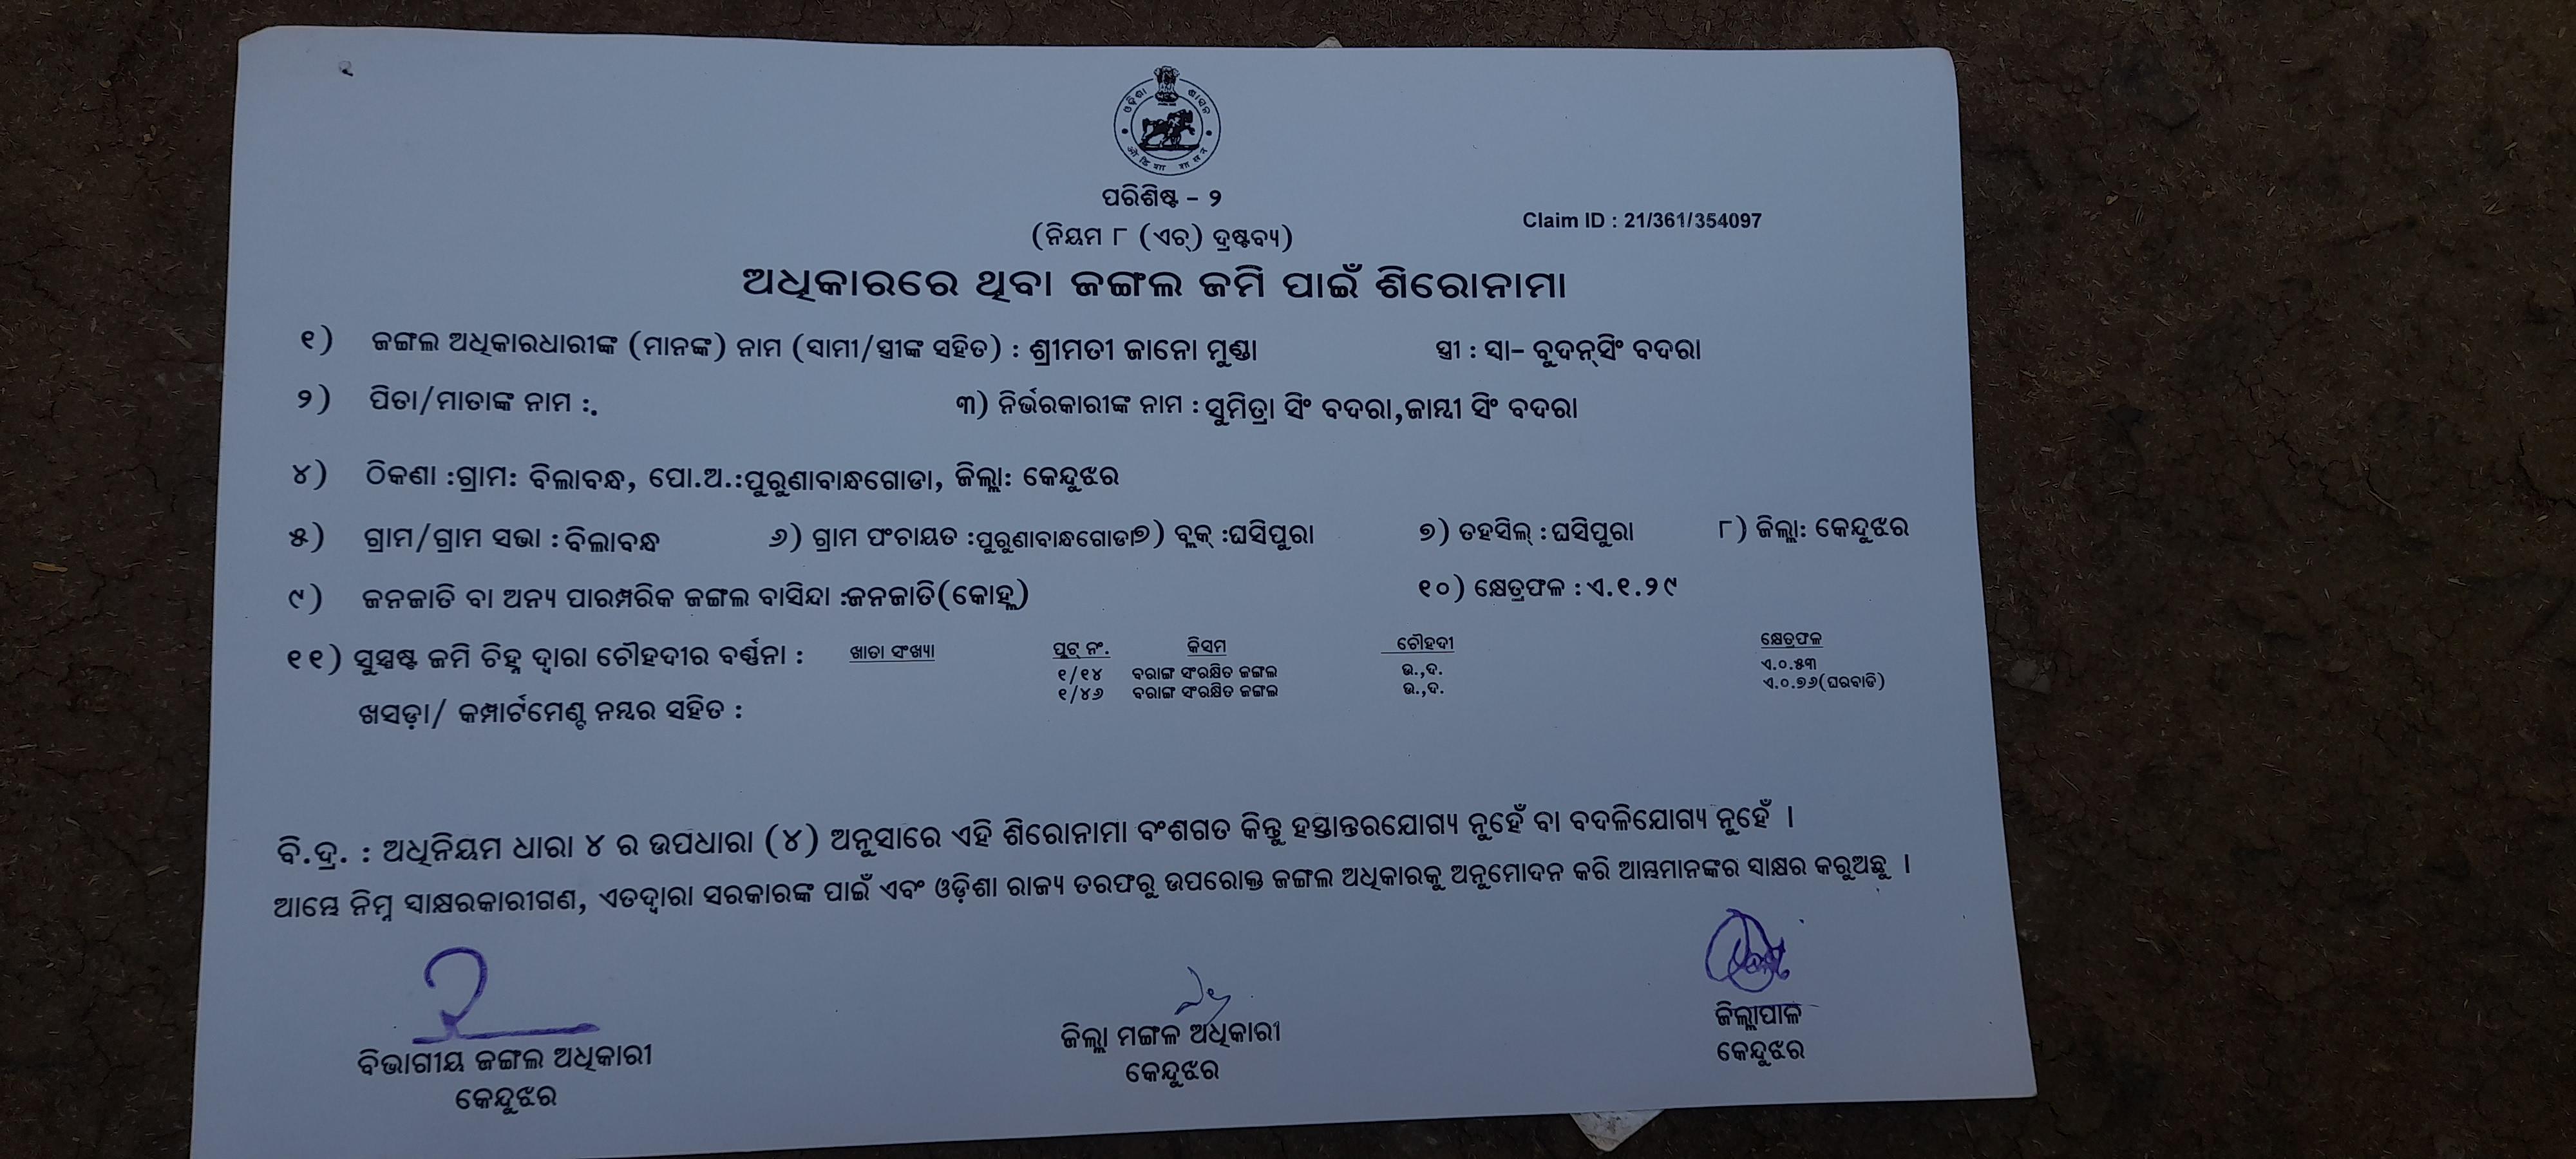 ଓଡ଼ିଶା ଶାସନ
ओडिशा शासन
ପରିଶିଷ୍ଟ - ୨
(ନିୟମ ୮ (ଏଚ୍) ଦ୍ରଷ୍ଟବ୍ୟ)
Claim ID : 21/361/354097
ଅଧିକାରରେ ଥିବା ଜଙ୍ଗଲ ଜମି ପାଇଁ ଶିରୋନାମା
୧) ଜଙ୍ଗଲ ଅଧିକାରଧାରୀଙ୍କ (ମାନଙ୍କ) ନାମ (ସ୍ୱାମୀ/ସ୍ତ୍ରୀଙ୍କ ସହିତ) : ଶ୍ରୀମତୀ ଜାନୋ ମୁଣ୍ଡା ସ୍ତ୍ରୀ : ସ୍ୱା- ବୁଦନ୍‌ସିଂ ବଦରା
୨) ପିତା/ମାତାଙ୍କ ନାମ :. ୩) ନିର୍ଭରକାରୀଙ୍କ ନାମ : ସୁମିତ୍ରା ସିଂ ବଦରା,ଜାମ୍ବୀ ସିଂ ବଦରା
୪) ଠିକଣା :ଗ୍ରାମ: ବିଲାବନ୍ଧ, ପୋ.ଅ.:ପୁରୁଣାବାନ୍ଧଗୋଡା, ଜିଲ୍ଲା: କେନ୍ଦୁଝର
୫) ଗ୍ରାମ/ଗ୍ରାମ ସଭା : ବିଲାବନ୍ଧ ୬) ଗ୍ରାମ ପଂଚାୟତ :ପୁରୁଣାବାନ୍ଧଗୋଡା ୭) ବ୍ଲକ୍ :ଘସିପୁରା ୭) ତହସିଲ୍ : ଘସିପୁରା ୮) ଜିଲ୍ଲା: କେନ୍ଦୁଝର
୯) ଜନଜାତି ବା ଅନ୍ୟ ପାରମ୍ପରିକ ଜଙ୍ଗଲ ବାସିନ୍ଦା :ଜନଜାତି(କୋହ୍ଲ) ୧୦) କ୍ଷେତ୍ରଫଳ : ଏ.୧.୨୯
୧୧) ସୁସ୍ପଷ୍ଟ ଜମି ଚିହ୍ନ ଦ୍ୱାରା ଚୌହଦୀର ବର୍ଣ୍ଣନା : ଖାତା ସଂଖ୍ୟା ପ୍ଲଟ୍ ନଂ. କିସମ ଚୌହଦୀ କ୍ଷେତ୍ରଫଳ
୧/୧୪ ବରାଙ୍ଗ ସଂରକ୍ଷିତ ଜଙ୍ଗଲ ଉ.,ଦ. ଏ.୦.୫୩
୧/୪୬ ବରାଙ୍ଗ ସଂରକ୍ଷିତ ଜଙ୍ଗଲ ଉ.,ଦ. ଏ.୦.୭୬(ଘରବାଡି)
ଖସଡ଼ା/ କମ୍ପାର୍ଟମେଣ୍ଟ ନମ୍ବର ସହିତ :
ବି.ଦ୍ର. : ଅଧିନିୟମ ଧାରା ୪ ର ଉପଧାରା (୪) ଅନୁସାରେ ଏହି ଶିରୋନାମା ବଂଶଗତ କିନ୍ତୁ ହସ୍ତାନ୍ତରଯୋଗ୍ୟ ନୁହେଁ ବା ବଦଳିଯୋଗ୍ୟ ନୁହେଁ ।
ଆମ୍ଭେ ନିମ୍ନ ସାକ୍ଷରକାରୀଗଣ, ଏତଦ୍ୱାରା ସରକାରଙ୍କ ପାଇଁ ଏବଂ ଓଡ଼ିଶା ରାଜ୍ୟ ତରଫରୁ ଉପରୋକ୍ତ ଜଙ୍ଗଲ ଅଧିକାରକୁ ଅନୁମୋଦନ କରି ଆମ୍ଭମାନଙ୍କର ସାକ୍ଷର କରୁଅଛୁ ।
ବିଭାଗୀୟ ଜଙ୍ଗଲ ଅଧିକାରୀ ଜିଲ୍ଲା ମଙ୍ଗଳ ଅଧିକାରୀ ଜିଲ୍ଲାପାଳ
କେନ୍ଦୁଝର କେନ୍ଦୁଝର କେନ୍ଦୁଝର